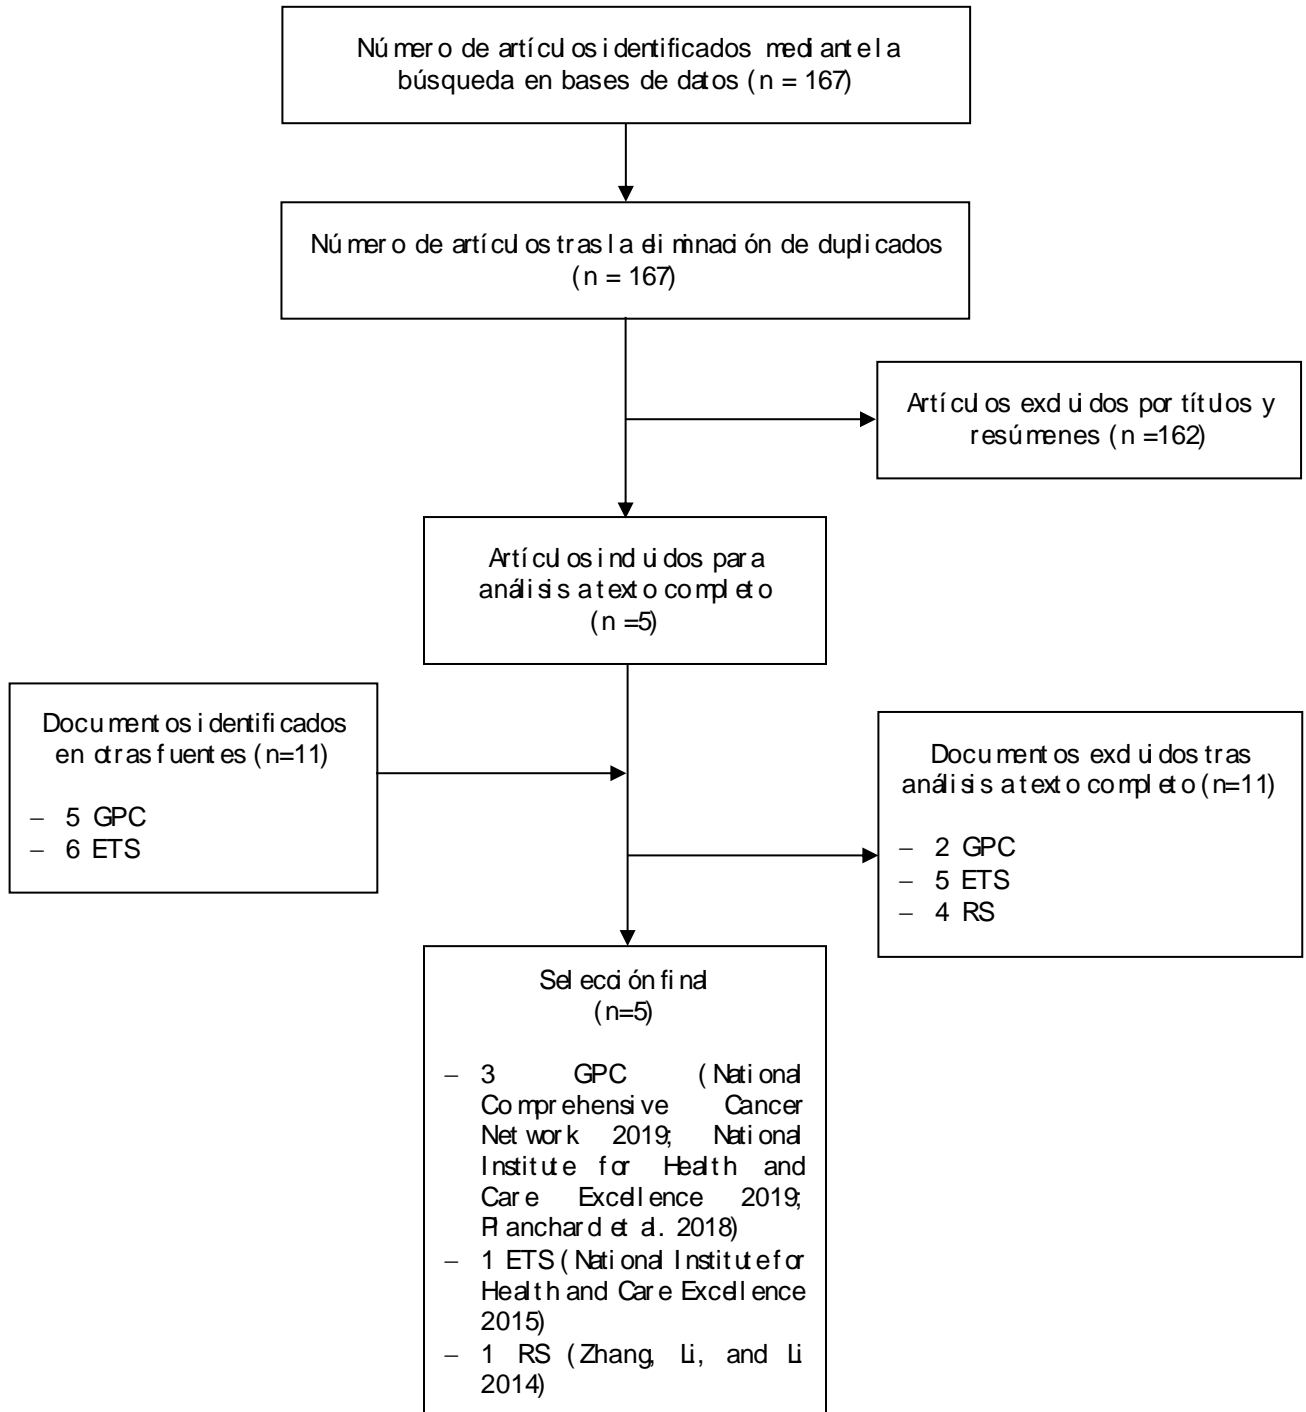 Número de artículos identificados mediante la
búsqueda en bases de datos (n = 167)
Número de artículos tras la eliminación de duplicados
(n = 167)
Artículos excluidos por títulos y
resúmenes (n =162)
Artículos incluidos para
análisis a texto completo
(n =5)
Documentos identificados
en otras fuentes (n=11)
– 5 GPC
– 6 ETS
Documentos excluidos tras
análisis a texto completo (n=11)
– 2 GPC
– 5 ETS
– 4 RS
Selección final
(n=5)
– 3 GPC (National
Comprehensive Cancer
Network 2019; National
Institute for Health and
Care Excellence 2019;
Planchard et al. 2018)
– 1 ETS (National Institute for
Health and Care Excellence
2015)
– 1 RS (Zhang, Li, and Li
2014)